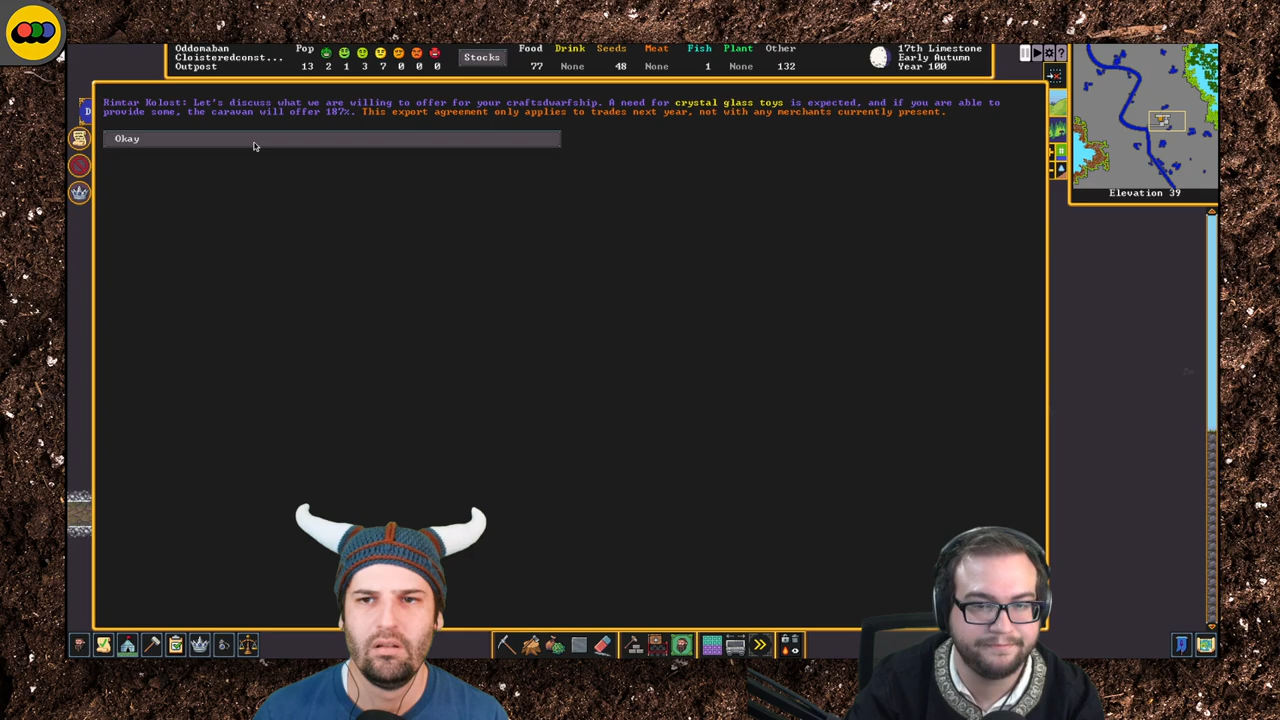 Oddomahan
Cloisteredconst...
Outpost
Pop
13 2 1 3 7 0 0 0
Stocks
Food Drink Seeds Meat Fish Plant Other
77 None 48 None 1 None 132
17th Limestone
Early Autumn
Year 100
Elevation 39
D
Rimtar Kolost: Let's discuss what we are willing to offer for your craftsdwarfship. A need for crystal glass toys is expected, and if you are able to
provide some, the caravan will offer 187%. This export agreement only applies to trades next year, not with any merchants currently present.
Okay